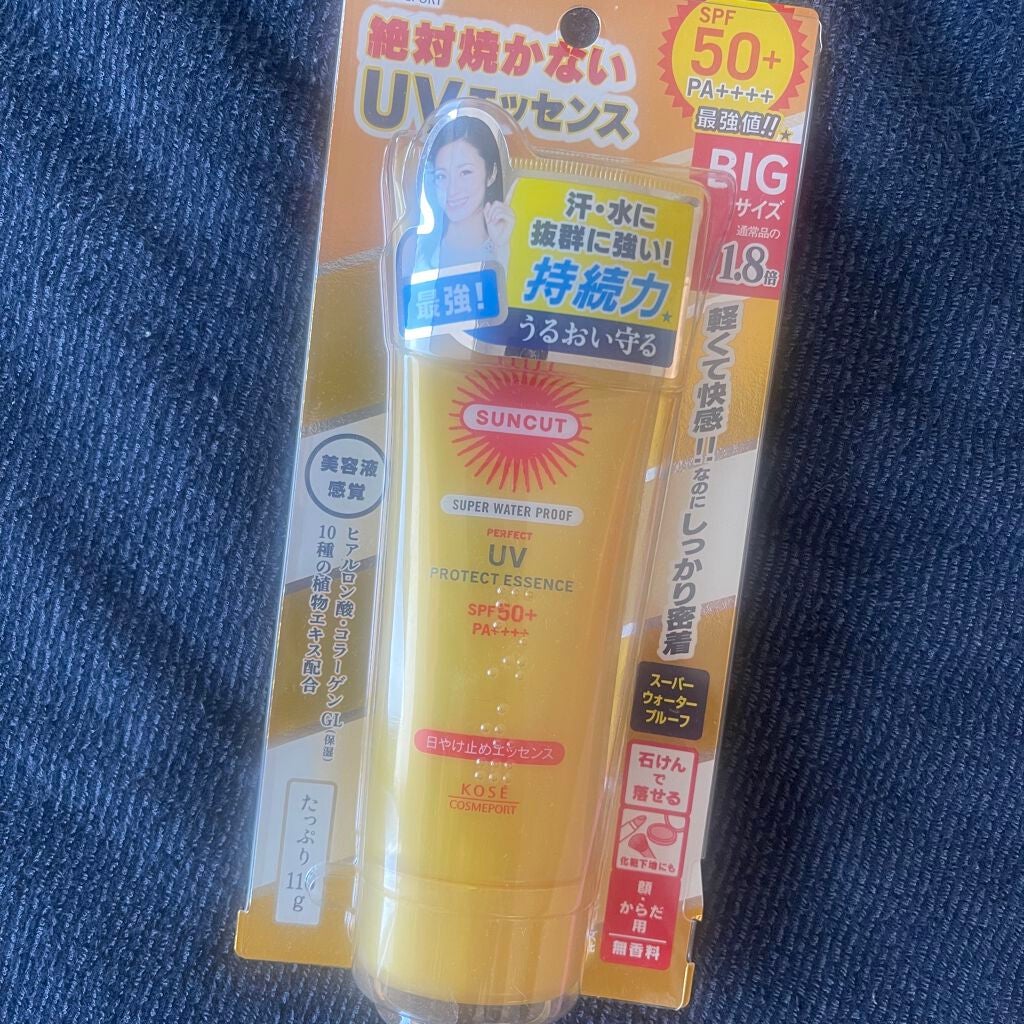 絶対焼かない
UVエッセンス
SPF
50+
PA++++
最強値!!
BIG
サイズ
通常品の
1.8倍
汗・水に
抜群に強い!
持続力
最強!
うるおい守る
軽くて快感!!なのにしっかり密着
SUNCUT
美容液
感覚
SUPER WATER PROOF
PERFECT
UV
PROTECT ESSENCE
SPF50+
PA++++
ヒアルロン酸・コラーゲンGL(保湿)
10種の植物エキス配合
スーパー
ウォーター
プルーフ
日やけ止めエッセンス
石けん
で
落せる
KOSÉ
COSMEPORT
たっぷり
化粧下地にも
顔・
からだ
用
無香料